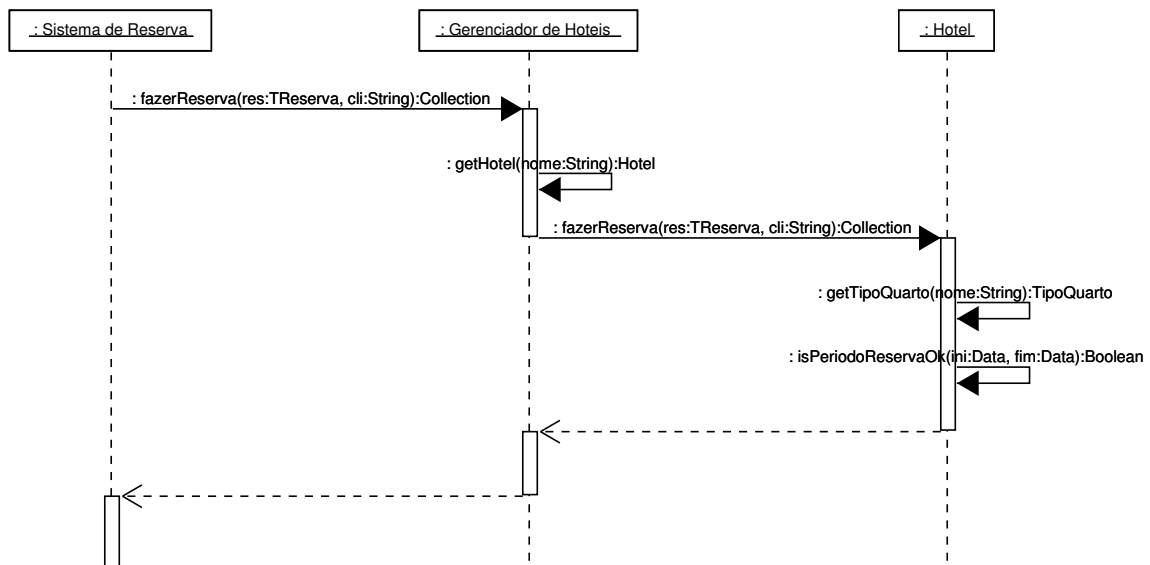 : Sistema de Reserva
: Gerenciador de Hoteis
: Hotel
: fazerReserva(res:TReserva, cli:String):Collection
: getHotel(nome:String):Hotel
: fazerReserva(res:TReserva, cli:String):Collection
: getTipoQuarto(nome:String):TipoQuarto
: isPeriodoReservaOk(ini:Data, fim:Data):Boolean